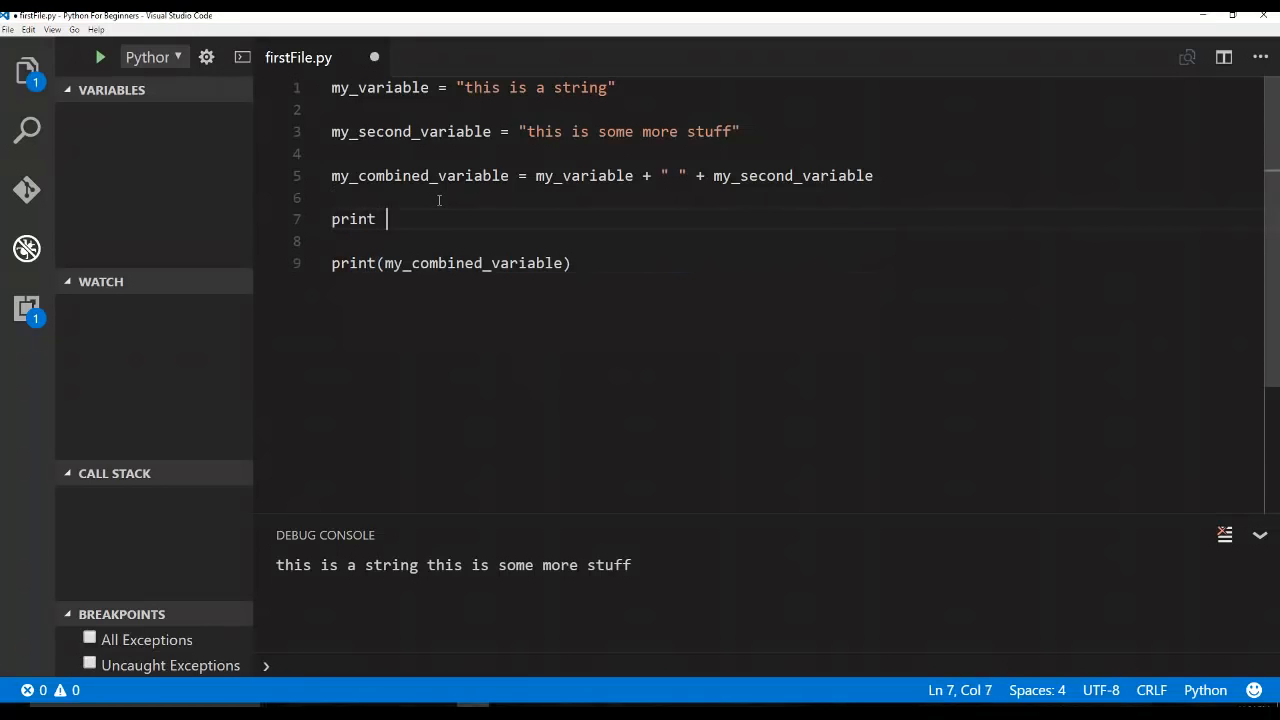 firstFile.py - Python For Beginners - Visual Studio Code
File Edit View Go Help
Python
firstFile.py
1
VARIABLES
WATCH
CALL STACK
BREAKPOINTS
All Exceptions
Uncaught Exceptions
1
1 my_variable = "this is a string"
2
3 my_second_variable = "this is some more stuff"
4
5 my_combined_variable = my_variable + " " + my_second_variable
6
7 print
8
9 print(my_combined_variable)
DEBUG CONSOLE
this is a string this is some more stuff
0 0 Ln 7, Col 7 Spaces: 4 UTF-8 CRLF Python